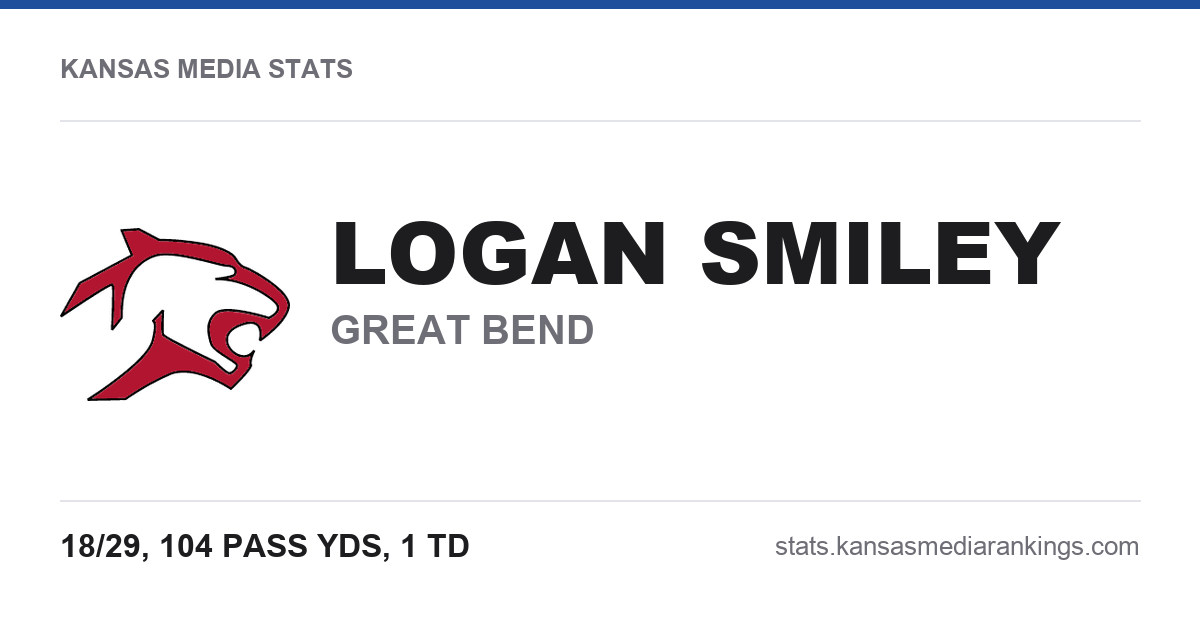 KANSAS MEDIA STATS
LOGAN SMILEY
GREAT BEND
18/29, 104 PASS YDS, 1 TD
stats.kansasmediarankings.com